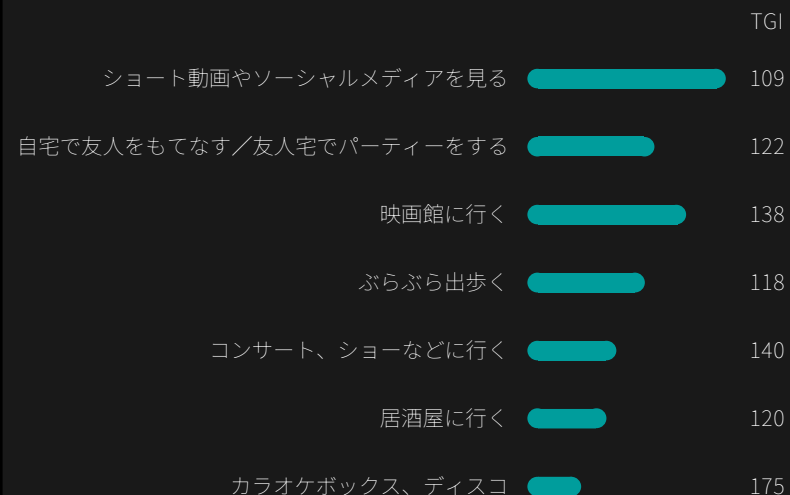 TGI
ショート動画やソーシャルメディアを見る 109
自宅で友人をもてなす／友人宅でパーティーをする 122
映画館に行く 138
ぶらぶら出歩く 118
コンサート、ショーなどに行く 140
居酒屋に行く 120
カラオケボックス、ディスコ 175